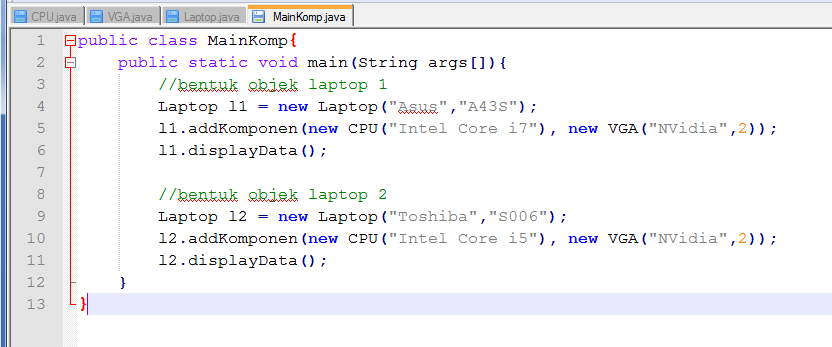 CPU.java VGA.java Laptop.java MainKomp.java
1 public class MainKomp{
2 public static void main(String args[]){
3 //bentuk objek laptop 1
4 Laptop l1 = new Laptop("Asus","A43S");
5 l1.addKomponen(new CPU("Intel Core i7"), new VGA("NVidia",2));
6 l1.displayData();
7
8 //bentuk objek laptop 2
9 Laptop l2 = new Laptop("Toshiba","S006");
10 l2.addKomponen(new CPU("Intel Core i5"), new VGA("NVidia",2));
11 l2.displayData();
12 }
13 }